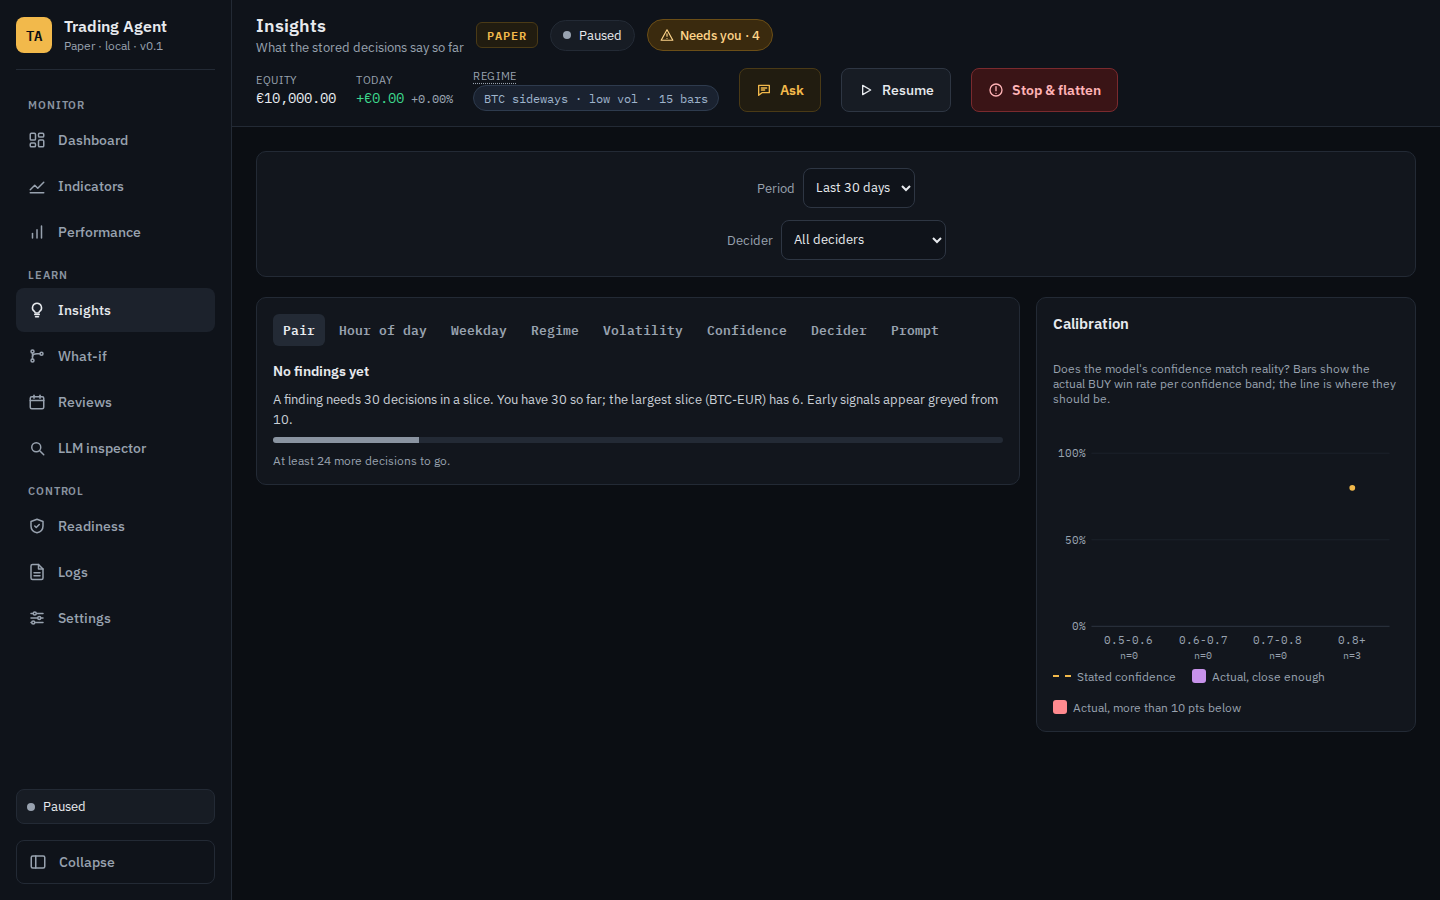 TA
Trading Agent
Paper · local · v0.1
MONITOR
Dashboard
Indicators
Performance
LEARN
Insights
What-if
Reviews
LLM inspector
CONTROL
Readiness
Logs
Settings
Paused
Collapse
Insights
What the stored decisions say so far
PAPER
Paused
Needs you · 4
EQUITY
€10,000.00
TODAY
+€0.00 +0.00%
REGIME
BTC sideways · low vol · 15 bars
Ask
Resume
Stop & flatten
Period
Last 30 days
Decider
All deciders
Pair
Hour of day
Weekday
Regime
Volatility
Confidence
Decider
Prompt
No findings yet
A finding needs 30 decisions in a slice. You have 30 so far; the largest slice (BTC-EUR) has 6. Early signals appear greyed from
10.
At least 24 more decisions to go.
Calibration
Does the model's confidence match reality? Bars show the
actual BUY win rate per confidence band; the line is where they
should be.
100%
50%
0%
0.5-0.6 0.6-0.7 0.7-0.8 0.8+
n=0 n=0 n=0 n=3
Stated confidence
Actual, close enough
Actual, more than 10 pts below